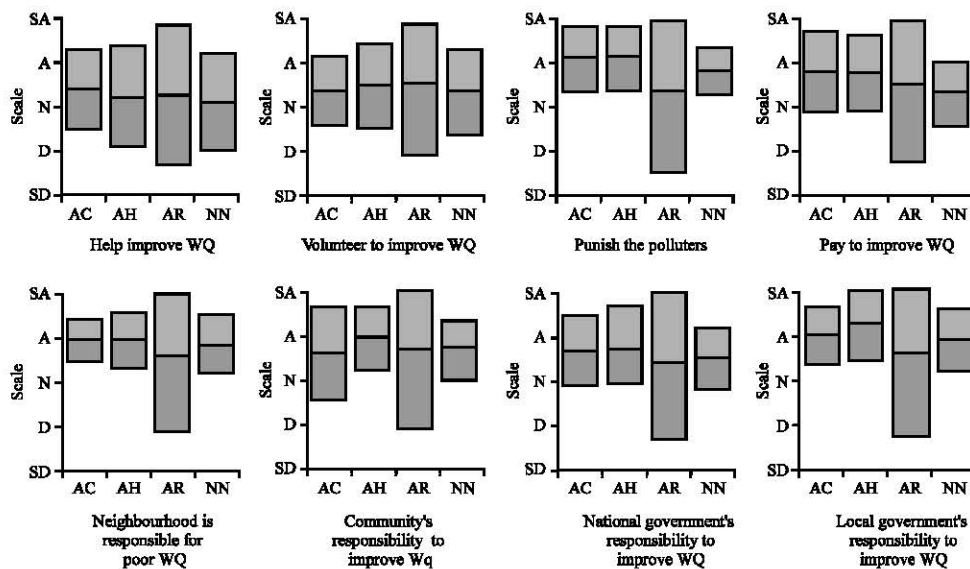 SA
A
N
D
SD
Scale
AC AH AR NN
Help improve WQ
SA
A
N
D
SD
Scale
AC AH AR NN
Volunteer to improve WQ
SA
A
N
D
SD
Scale
AC AH AR NN
Punish the polluters
SA
A
N
D
SD
Scale
AC AH AR NN
Pay to improve WQ
SA
A
N
D
SD
Scale
AC AH AR NN
Neighbourhood is
responsible for
poor WQ
SA
A
N
D
SD
Scale
AC AH AR NN
Community's
responsibility to
improve Wq
SA
A
N
D
SD
Scale
AC AH AR NN
National government's
responsibility to
improve WQ
SA
A
N
D
SD
Scale
AC AH AR NN
Local government's
responsibility to
improve WQ